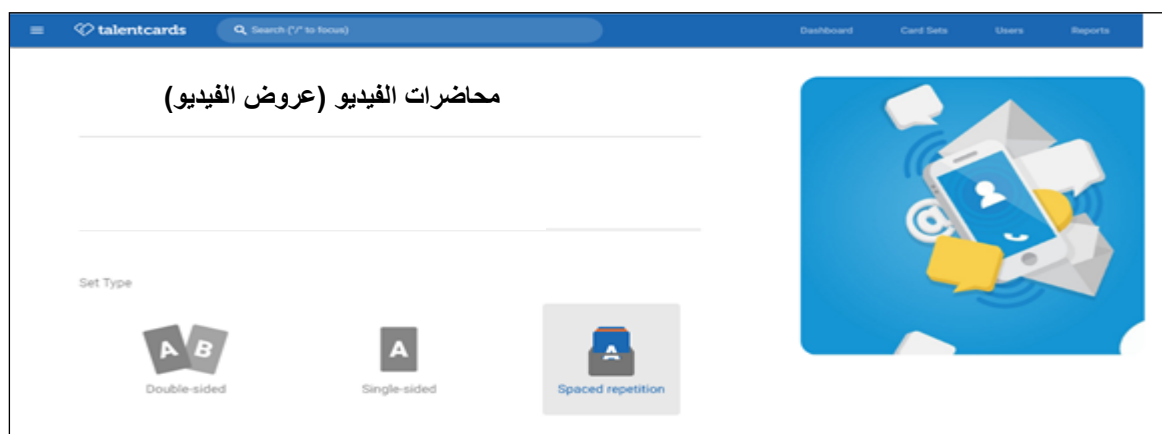 talentcards
Search ("/" to focus)
Dashboard Card Sets Users Reports
محاضرات الفيديو (عروض الفيديو)
Set Type
A B
A
A
Double-sided Single-sided Spaced repetition
@